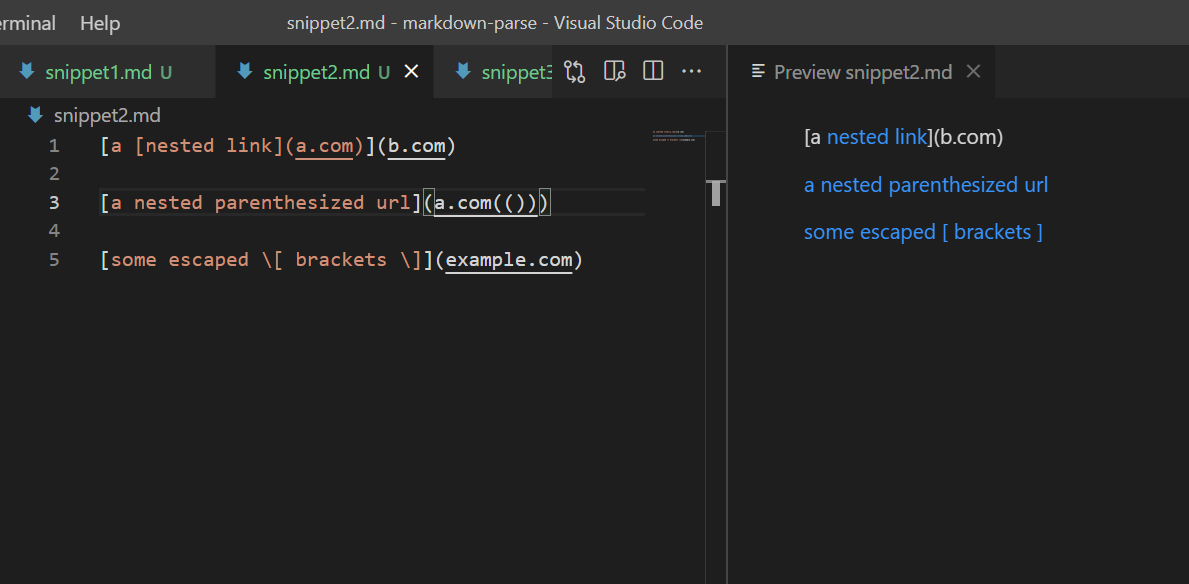 erminal Help snippet2.md - markdown-parse - Visual Studio Code
snippet1.md U snippet2.md U snippet3 Preview snippet2.md
snippet2.md
1 [a [nested link](a.com)](b.com)
2
3 [a nested parenthesized url](a.com(()))
4
5 [some escaped \[ brackets \]](example.com)
[a nested link](b.com)
a nested parenthesized url
some escaped [ brackets ]